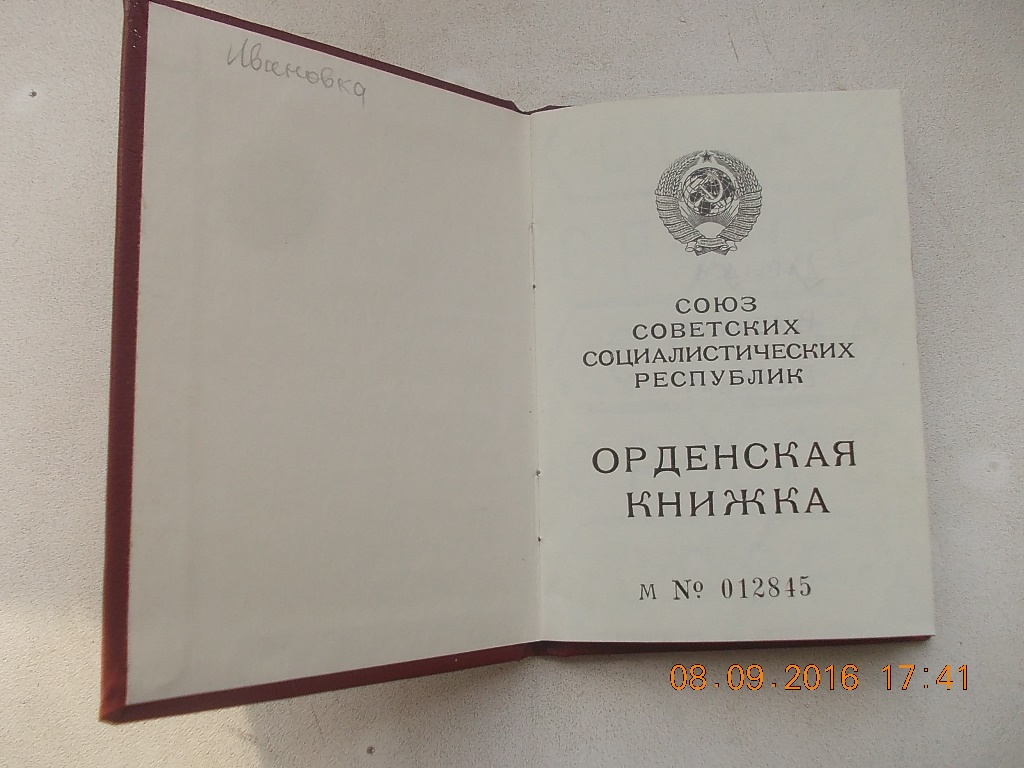 Ивановка
СОЮЗ
СОВЕТСКИХ
СОЦИАЛИСТИЧЕСКИХ
РЕСПУБЛИК
ОРДЕНСКАЯ
КНИЖКА
М № 012845
08.09.2016 17:41